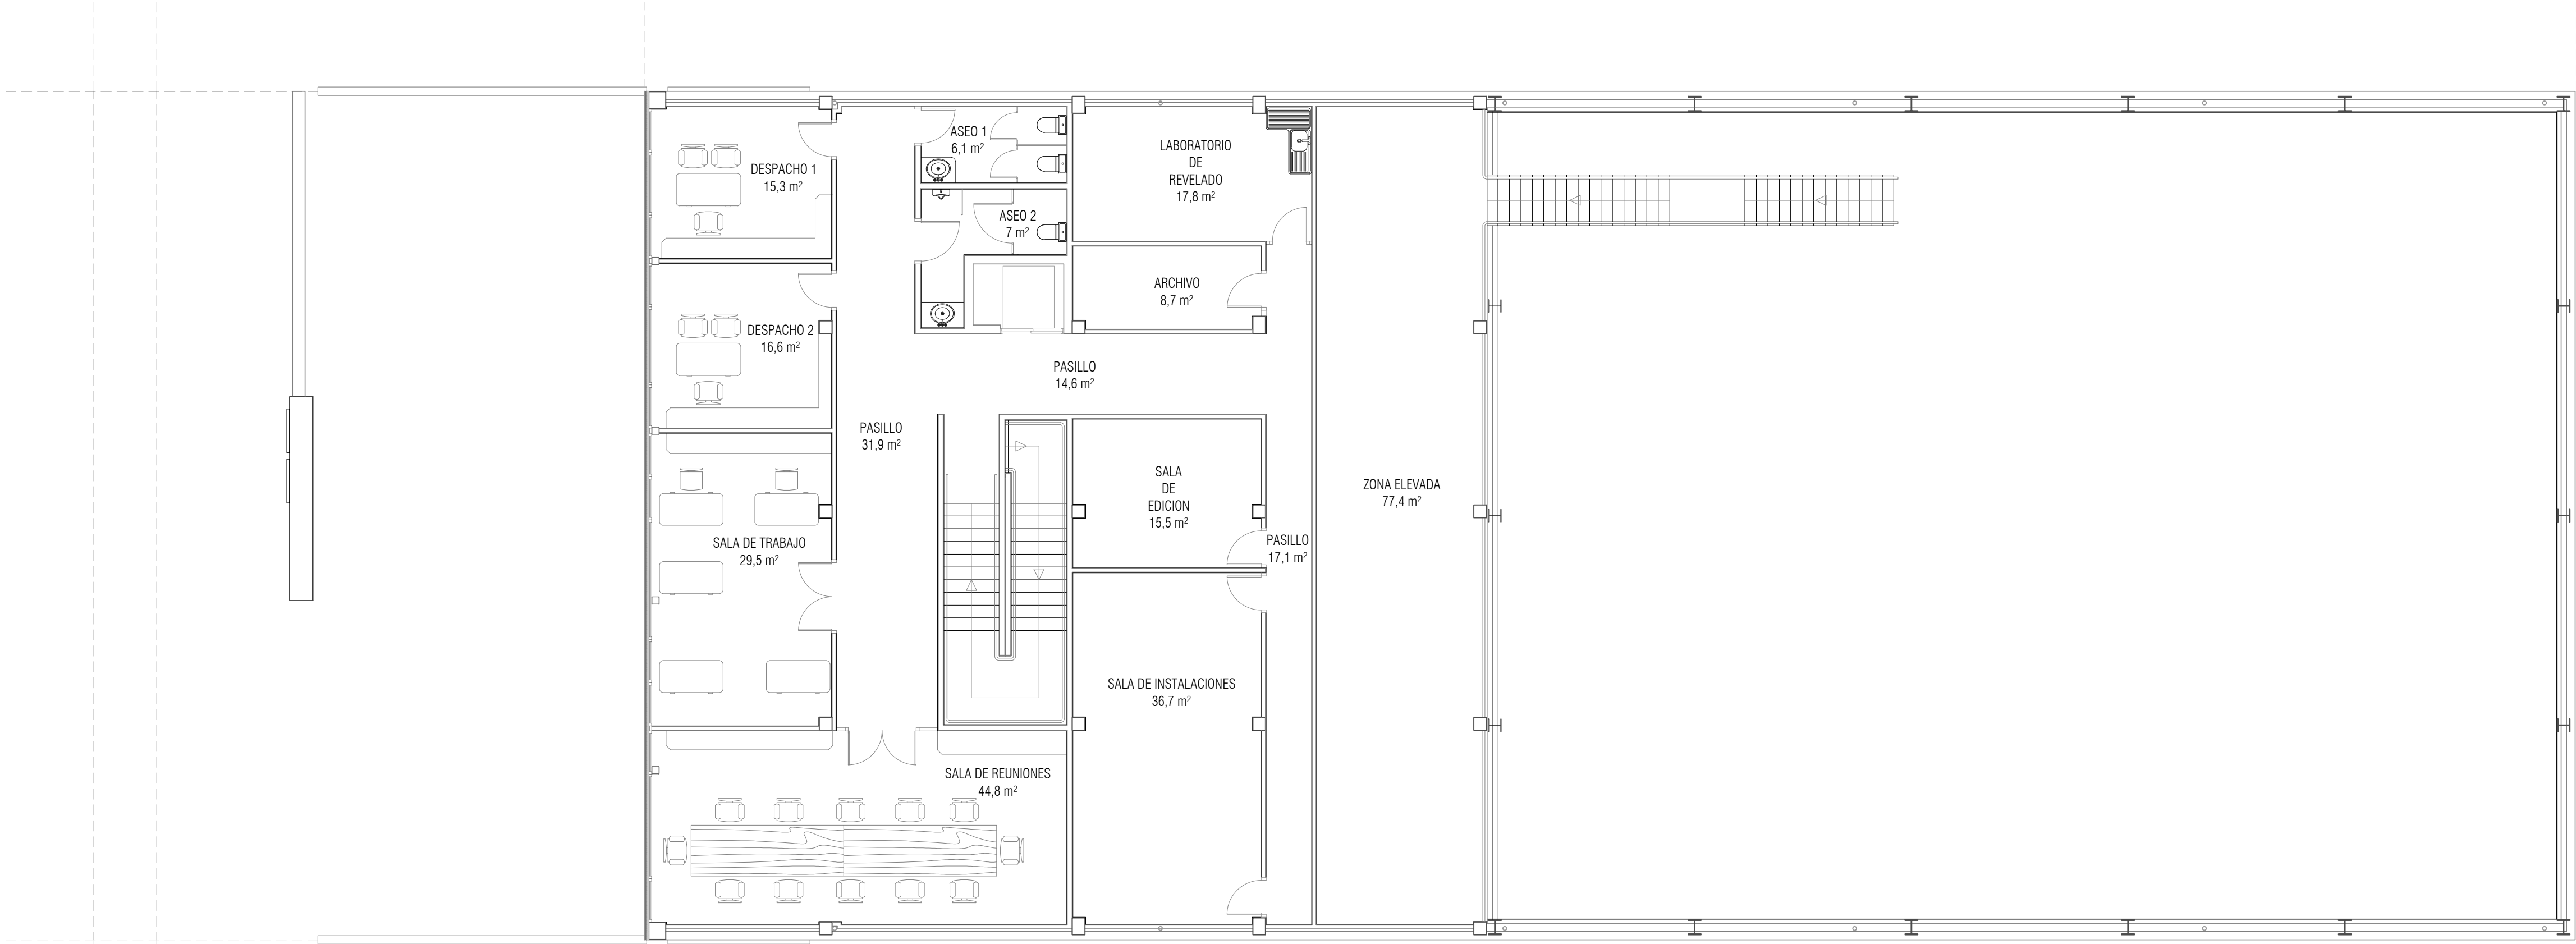 ASEO 1
6,1 m²
LABORATORIO
DE
REVELADO
17,8 m²
DESPACHO 1
15,3 m²
ASEO 2
7 m²
ARCHIVO
8,7 m²
DESPACHO 2
16,6 m²
PASILLO
14,6 m²
PASILLO
31,9 m²
SALA
DE
EDICION
15,5 m²
ZONA ELEVADA
77,4 m²
SALA DE TRABAJO
29,5 m²
PASILLO
17,1 m²
SALA DE INSTALACIONES
36,7 m²
SALA DE REUNIONES
44,8 m²